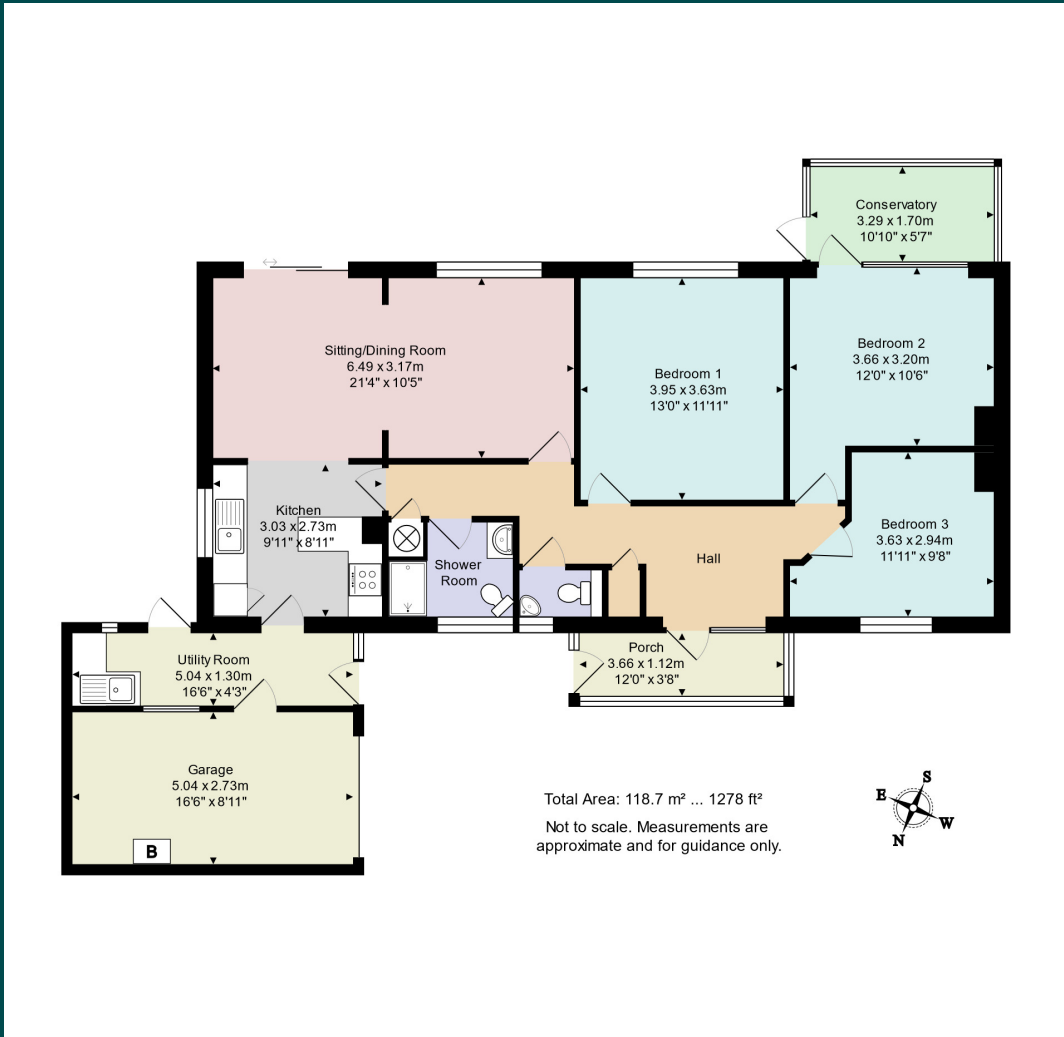 Conservatory
3.29 x 1.70m
10'10" x 5'7"
Sitting/Dining Room
6.49 x 3.17m
21'4" x 10'5"
Bedroom 1
3.95 x 3.63m
13'0" x 11'11"
Bedroom 2
3.66 x 3.20m
12'0" x 10'6"
Kitchen
3.03 x 2.73m
9'11" x 8'11"
Shower
Room
Hall
Bedroom 3
3.63 x 2.94m
11'11" x 9'8"
Utility Room
5.04 x 1.30m
16'6" x 4'3"
Porch
3.66 x 1.12m
12'0" x 3'8"
Garage
5.04 x 2.73m
16'6" x 8'11"
B
Total Area: 118.7 m² ... 1278 ft²
Not to scale. Measurements are
approximate and for guidance only.
S
E
W
N